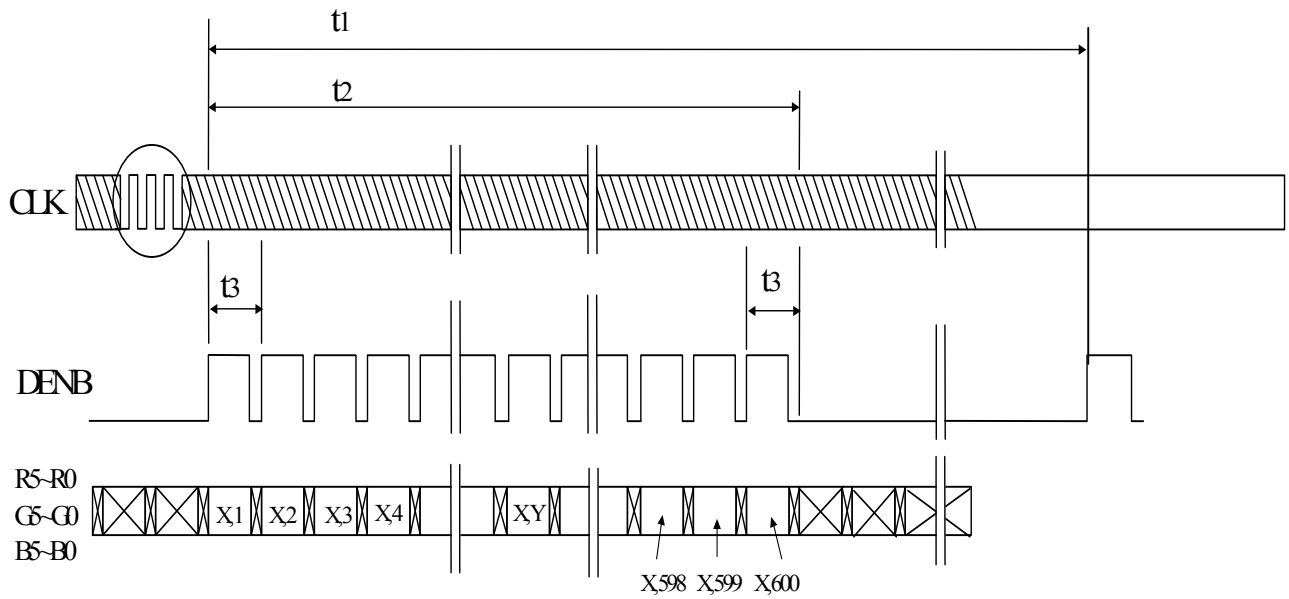 t1
t2
CLK
t3 t3
DENB
R5~R0
G5~G0
B5~B0
X,1 X,2 X,3 X,4 X,Y
X,598 X,599 X,600